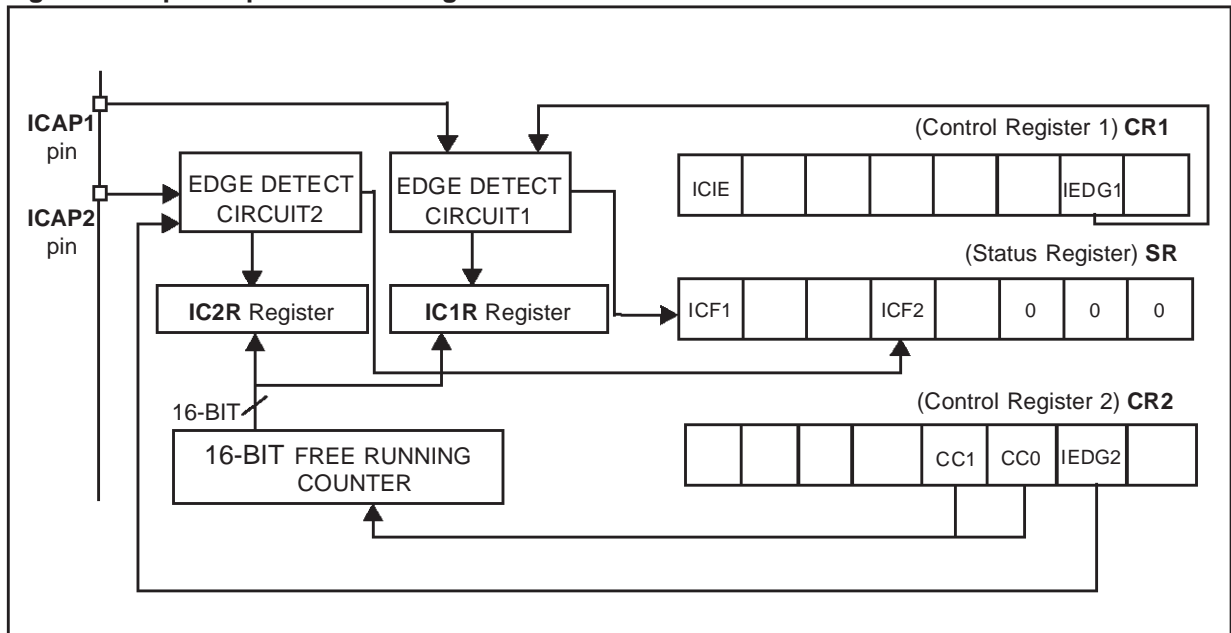 ICAP1
pin
ICAP2
pin
EDGE DETECT
CIRCUIT2
EDGE DETECT
CIRCUIT1
IC2R Register
IC1R Register
16-BIT
16-BIT FREE RUNNING
COUNTER
(Control Register 1) CR1
ICIE IEDG1
(Status Register) SR
ICF1 ICF2 0 0 0
(Control Register 2) CR2
CC1 CC0 IEDG2